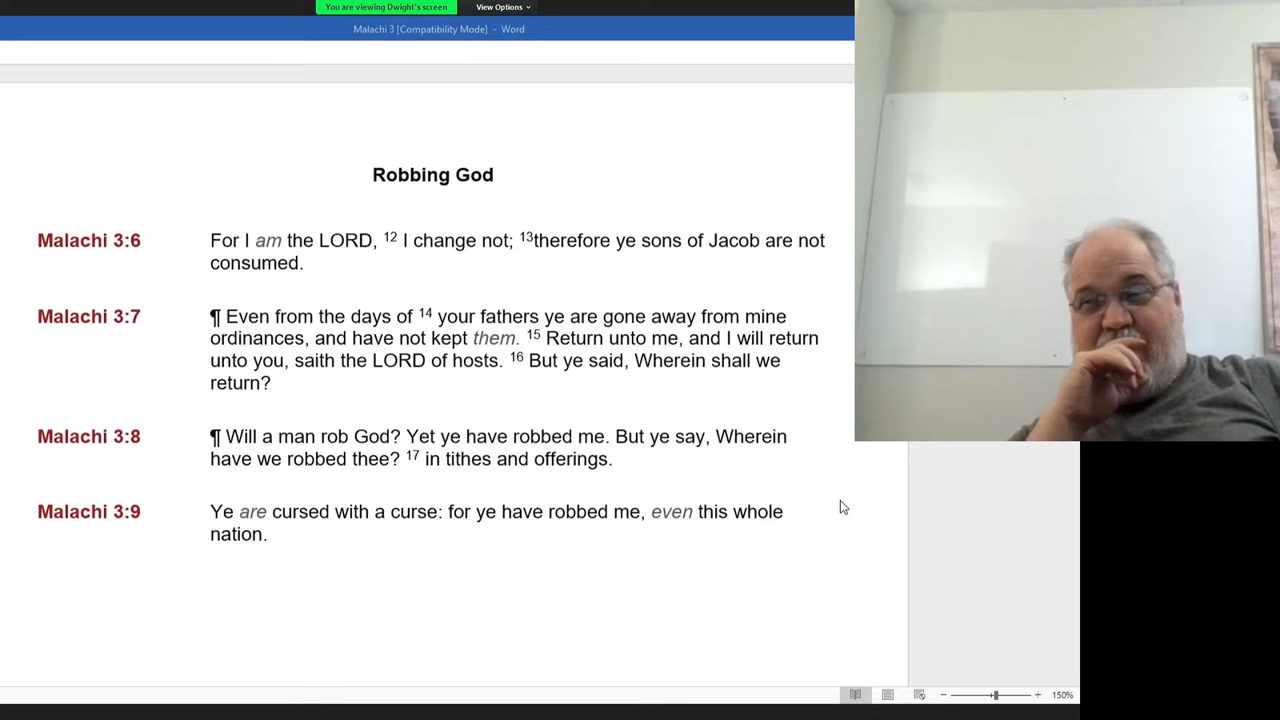 You are viewing Dwight's screen
View Options
Malachi 3 [Compatibility Mode] - Word
Robbing God
Malachi 3:6 For I am the LORD, 12 I change not; 13therefore ye sons of Jacob are not
consumed.
Malachi 3:7 ¶ Even from the days of 14 your fathers ye are gone away from mine
ordinances, and have not kept them. 15 Return unto me, and I will return
unto you, saith the LORD of hosts. 16 But ye said, Wherein shall we
return?
Malachi 3:8 ¶ Will a man rob God? Yet ye have robbed me. But ye say, Wherein
have we robbed thee? 17 in tithes and offerings.
Malachi 3:9 Ye are cursed with a curse: for ye have robbed me, even this whole
nation.
150%